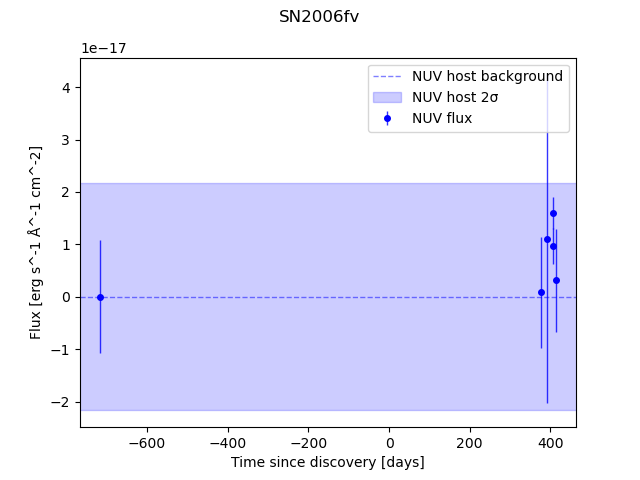 SN2006fv
1e−17
NUV host background
NUV host 2σ
NUV flux
4
3
2
1
0
−1
−2
Flux [erg s^-1 Å^-1 cm^-2]
−600 −400 −200 0 200 400
Time since discovery [days]